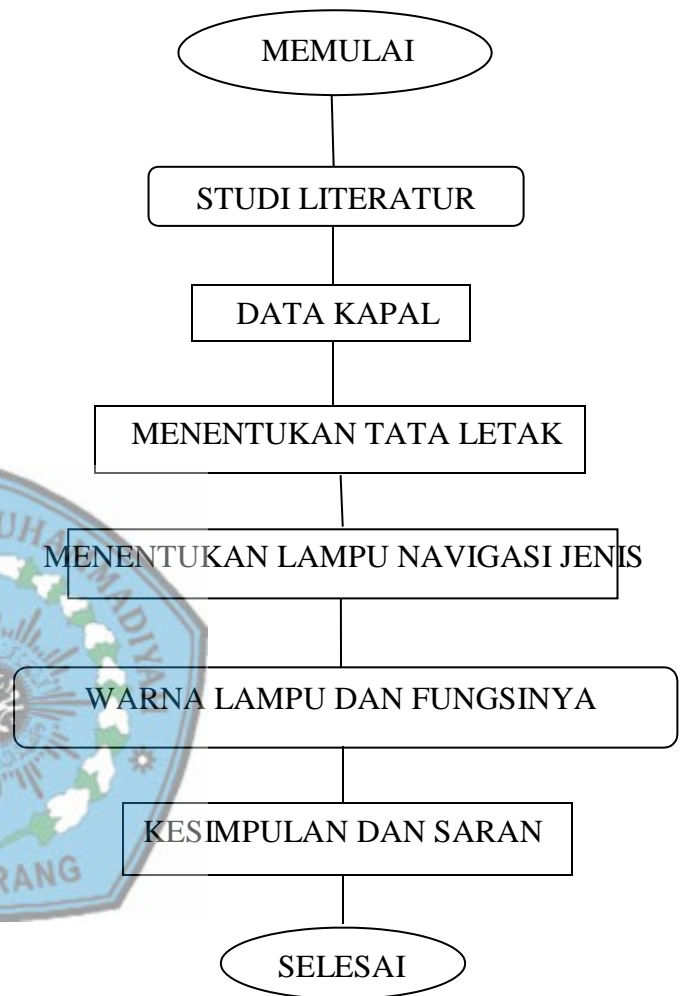 MEMULAI
STUDI LITERATUR
DATA KAPAL
MENENTUKAN TATA LETAK
MENENTUKAN LAMPU NAVIGASI JENIS
WARNA LAMPU DAN FUNGSINYA
KESIMPULAN DAN SARAN
SELESAI